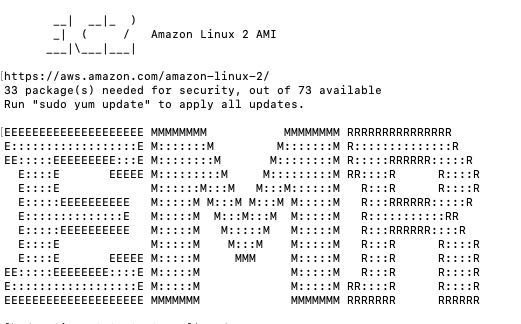 __|  __|_  )
       _|  (     /   Amazon Linux 2 AMI
      ___|\___|___|

https://aws.amazon.com/amazon-linux-2/
33 package(s) needed for security, out of 73 available
Run "sudo yum update" to apply all updates.

EEEEEEEEEEEEEEEEEEEE MMMMMMMM           MMMMMMMM RRRRRRRRRRRRRRR
E::::::::::::::::::E M:::::::M         M:::::::M R::::::::::::::R
EE:::::EEEEEEEEE:::E M::::::::M       M::::::::M R:::::RRRRRR:::::R
  E::::E       EEEEE M:::::::::M     M:::::::::M RR::::R      R::::R
  E::::E             M::::::M:::M   M:::M::::::M   R:::R      R::::R
  E:::::EEEEEEEEEE   M:::::M M:::M M:::M M:::::M   R:::RRRRRR:::::R
  E::::::::::::::E   M:::::M  M:::M:::M  M:::::M   R:::::::::::RR
  E:::::EEEEEEEEEE   M:::::M   M:::::M   M:::::M   R:::RRRRRR::::R
  E::::E             M:::::M    M:::M    M:::::M   R:::R      R::::R
  E::::E       EEEEE M:::::M     MMM     M:::::M   R:::R      R::::R
EE:::::EEEEEEEE::::E M:::::M             M:::::M   R:::R      R::::R
E::::::::::::::::::E M:::::M             M:::::M RR::::R      R::::R
EEEEEEEEEEEEEEEEEEEE MMMMMMM             MMMMMMM RRRRRRR      RRRRRR